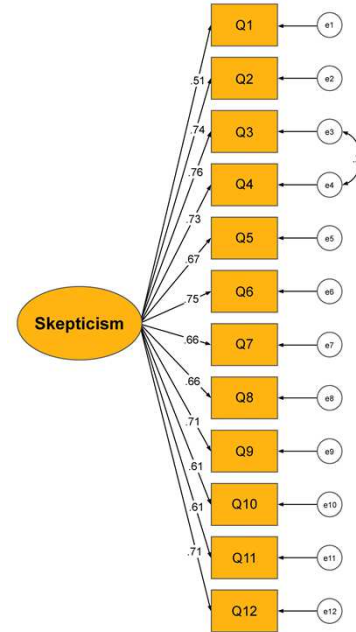 Q1 e1
.51
Q2 e2
.74
Q3 e3
.76
Q4 e4
.73
Q5 e5
.67
Q6 e6
.75
Skepticism
Q7 e7
.66
Q8 e8
.66
Q9 e9
.71
Q10 e10
.61
Q11 e11
.61
Q12 e12
.71